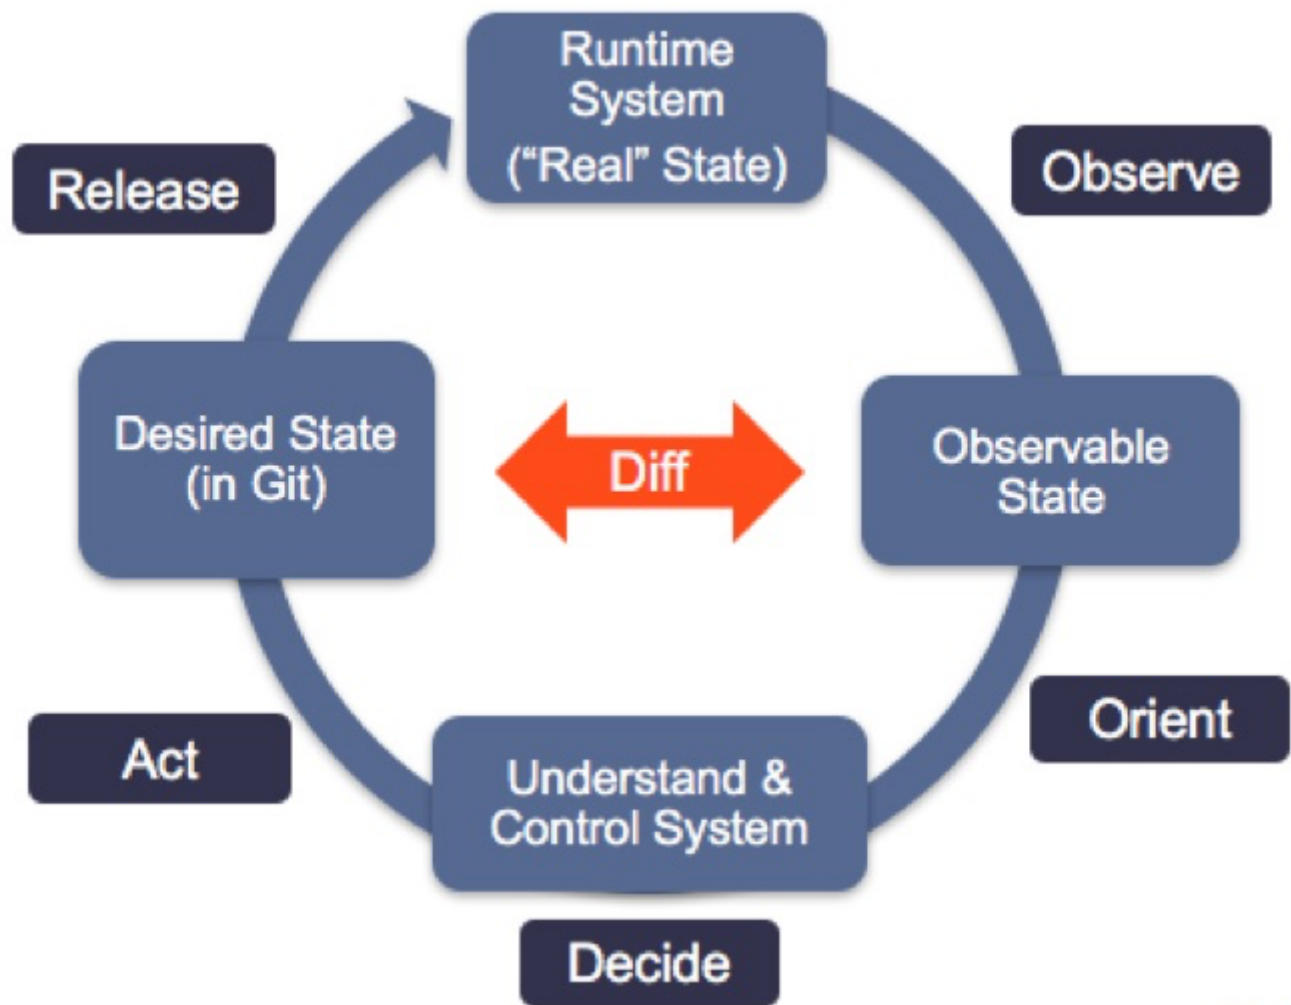 Runtime
System
(“Real” State)
Release
Observe
Desired State
(in Git)
Diff
Observable
State
Act
Orient
Understand &
Control System
Decide